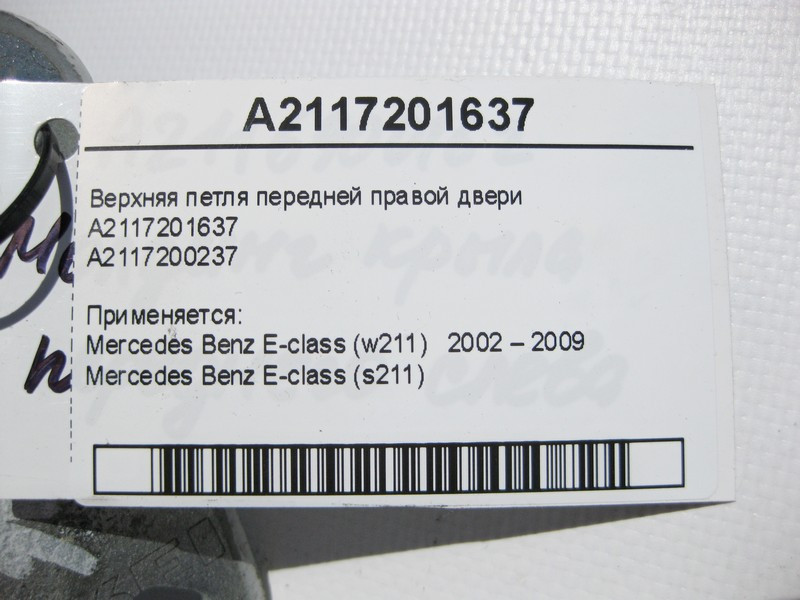 A2117201637
Верхняя петля передней правой двери
A2117201637
A2117200237
Применяется:
Mercedes Benz E-class (w211) 2002 – 2009
Mercedes Benz E-class (s211)